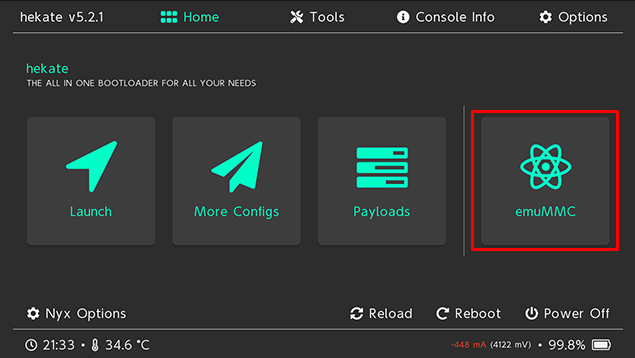 hekate v5.2.1 Home Tools Console Info Options
hekate
THE ALL IN ONE BOOTLOADER FOR ALL YOUR NEEDS
Launch More Configs Payloads emuMMC
Nyx Options Reload Reboot Power Off
21:33 • 34.6 °C -448 mA (4122 mV) • 99.8%